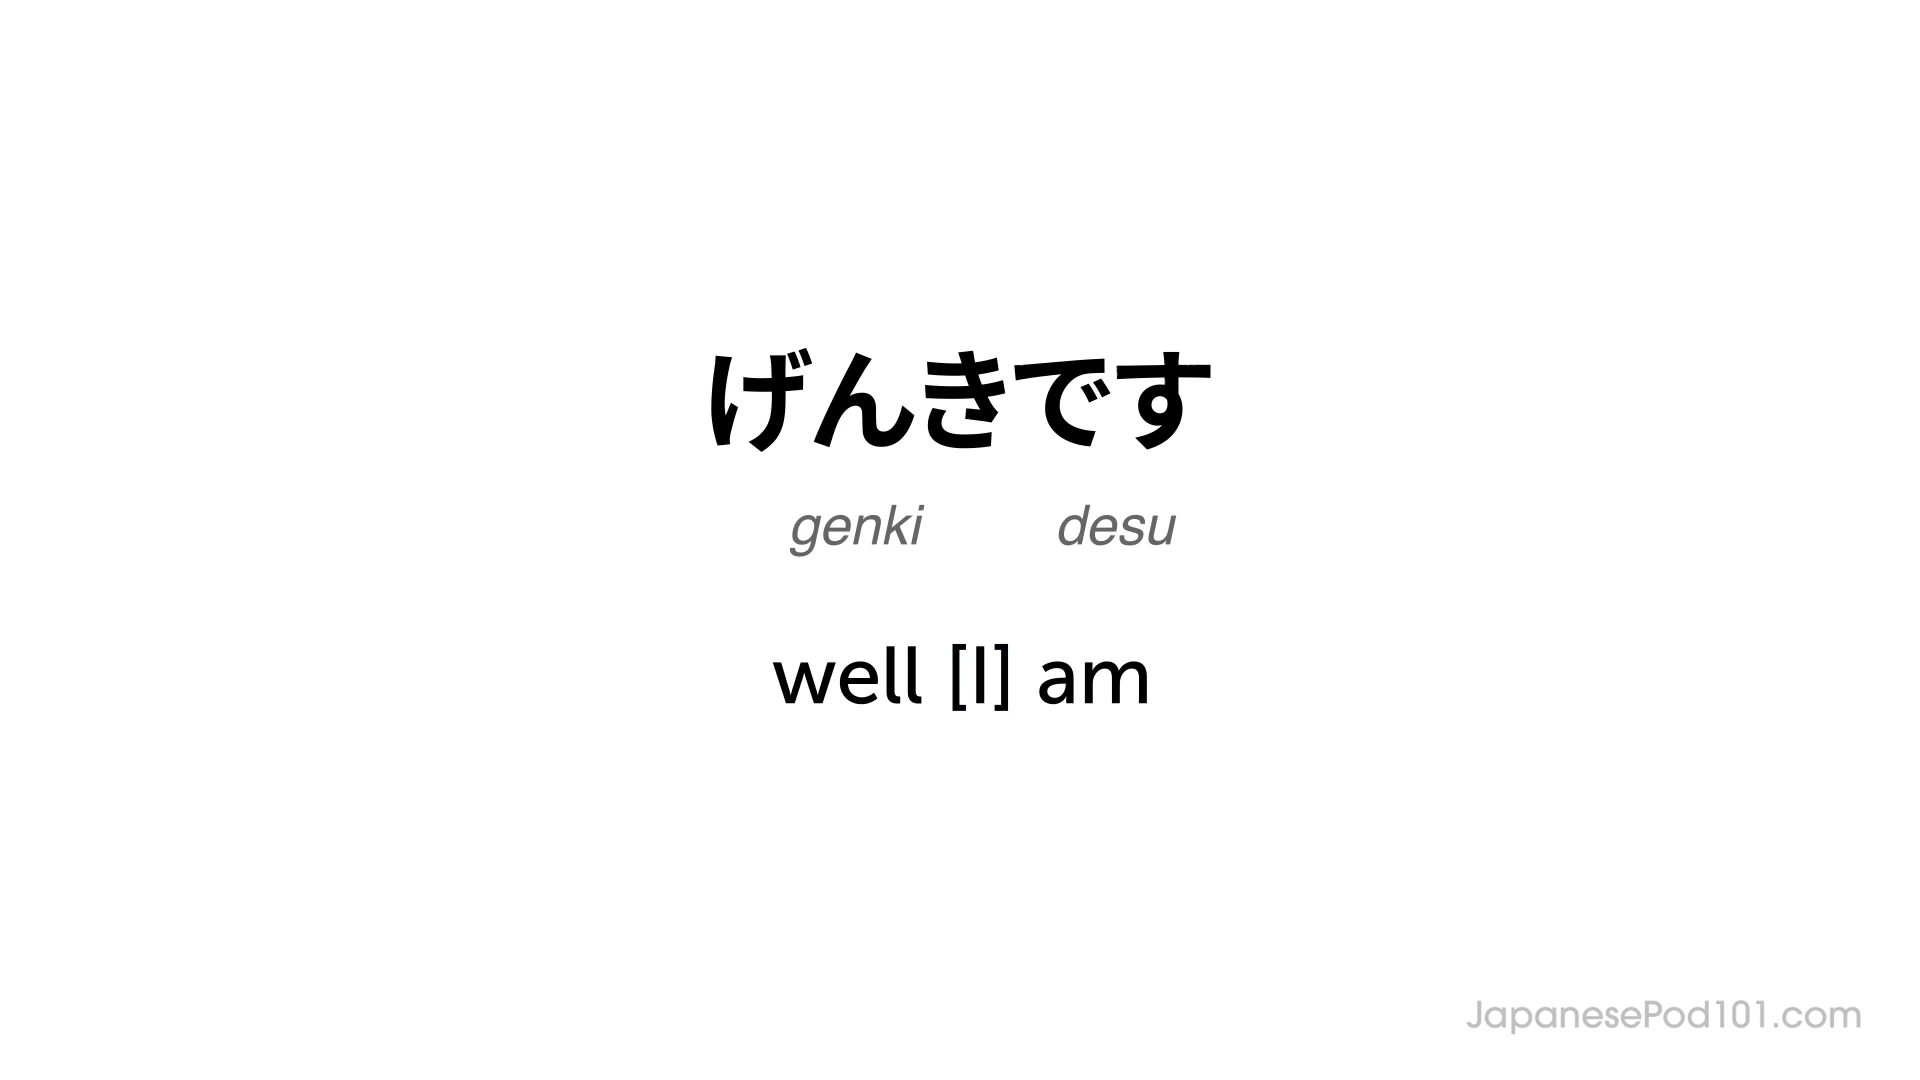 げんきです
genki desu
well [I] am
JapanesePod101.com